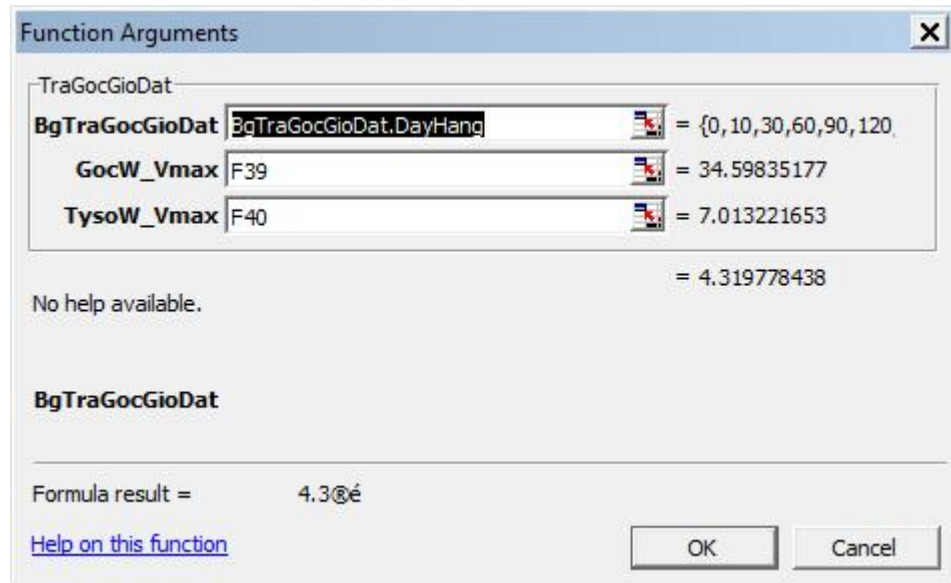 Function Arguments
TraGocGioDat
BgTraGocGioDat BgTraGocGioDat.DayHang = {0,10,30,60,90,120,
GocW_Vmax F39 = 34.59835177
TysoW_Vmax F40 = 7.013221653
= 4.319778438
No help available.
BgTraGocGioDat
Formula result = 4.3®é
Help on this function OK Cancel